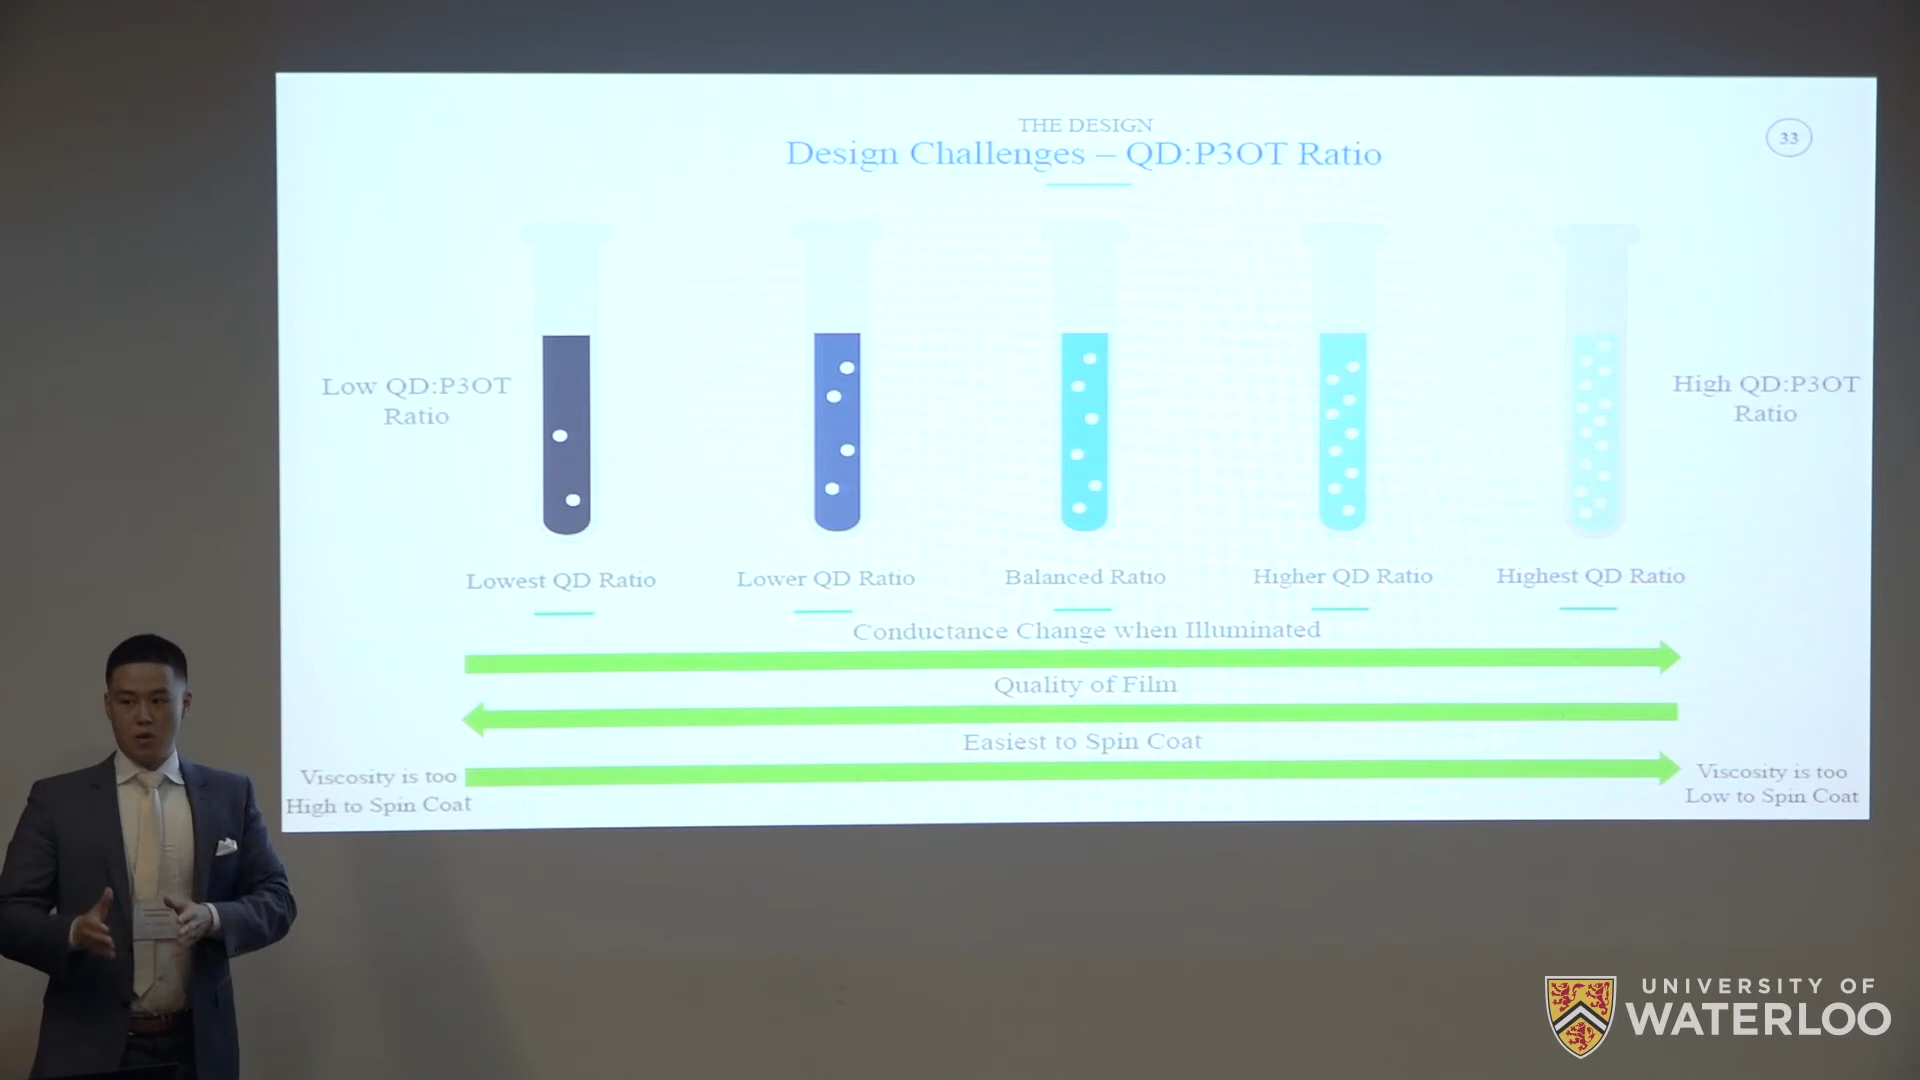 THE DESIGN
Design Challenges – QD:P3OT Ratio
33
Low QD:P3OT
Ratio
High QD:P3OT
Ratio
Lowest QD Ratio
Lower QD Ratio
Balanced Ratio
Higher QD Ratio
Highest QD Ratio
Conductance Change when Illuminated
Quality of Film
Easiest to Spin Coat
Viscosity is too
High to Spin Coat
Viscosity is too
Low to Spin Coat
UNIVERSITY OF
WATERLOO